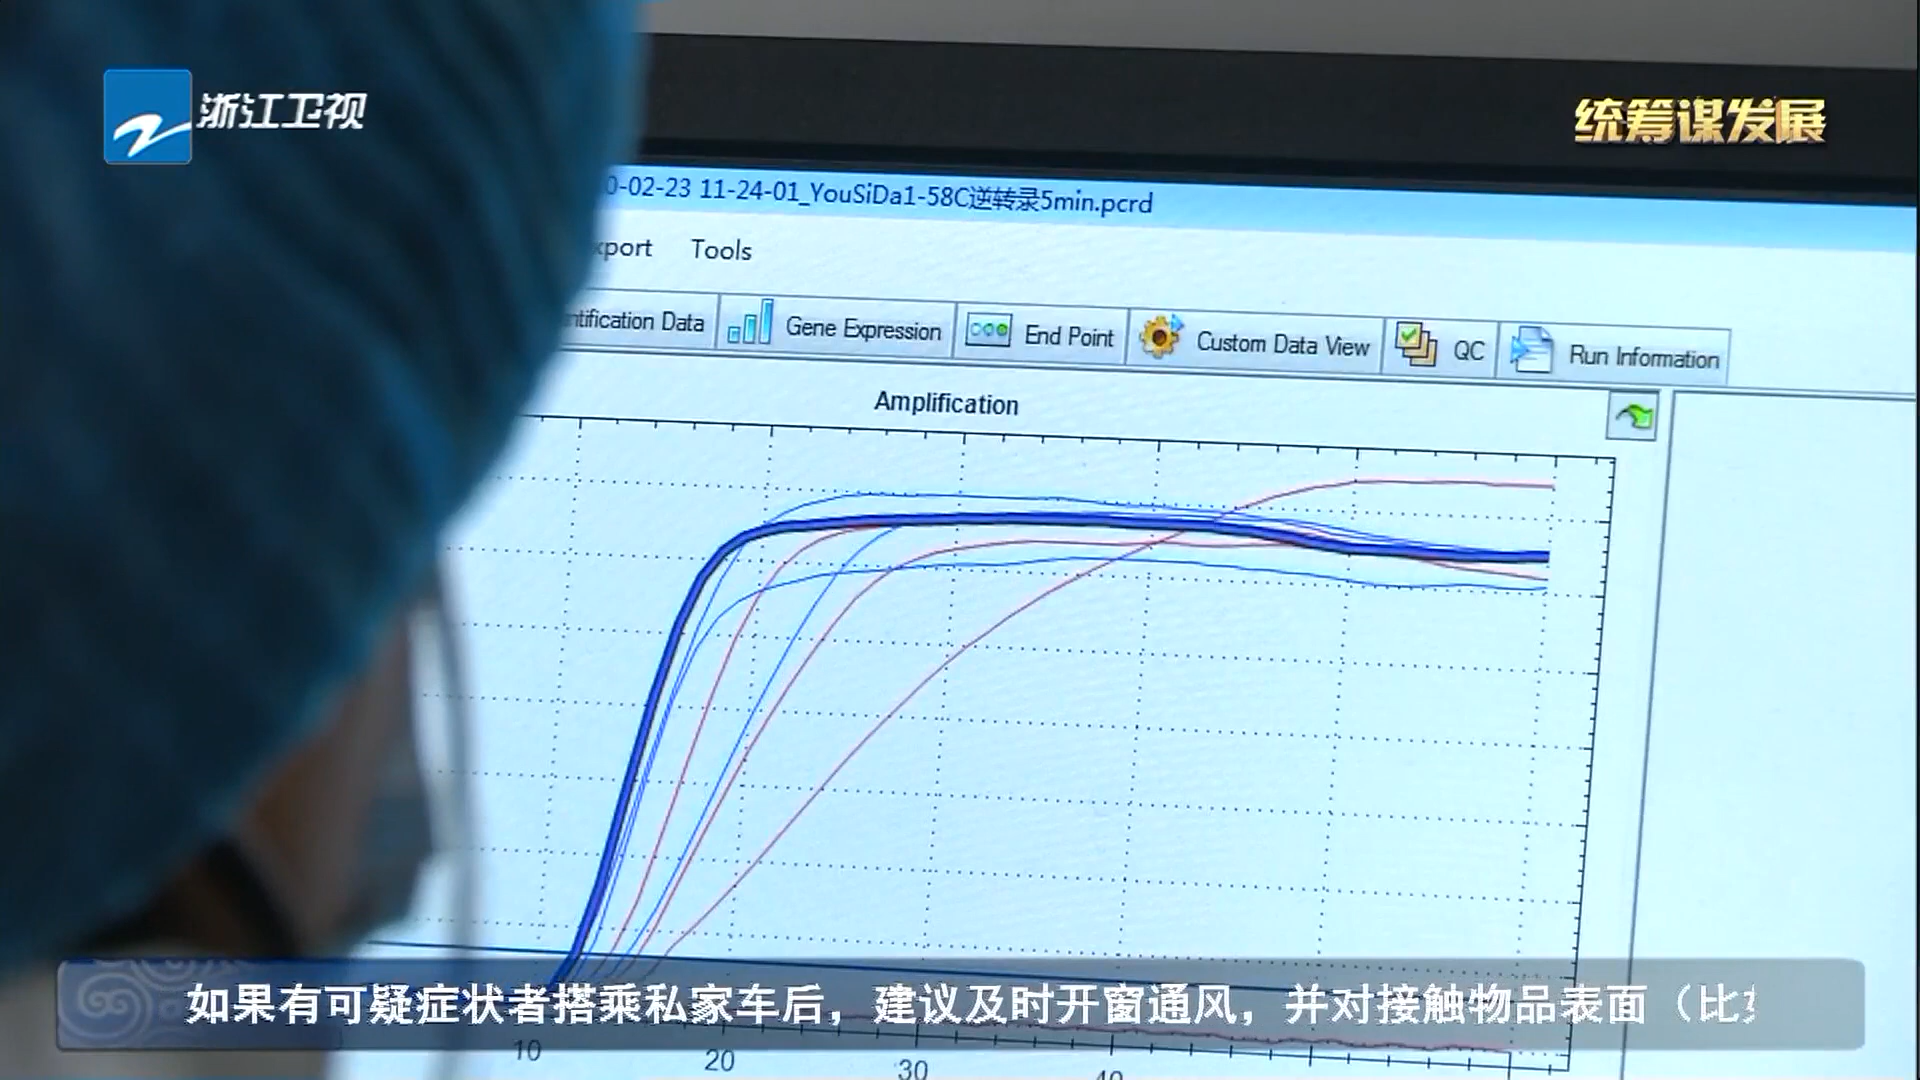 浙江卫视
统筹谋发展
0-02-23 11-24-01_YouSiDa1-58C逆转录5min.pcrd
xport Tools
ntification Data Gene Expression End Point Custom Data View QC Run Information
Amplification
如果有可疑症状者搭乘私家车后，建议及时开窗通风，并对接触物品表面（比
10 20 30 40